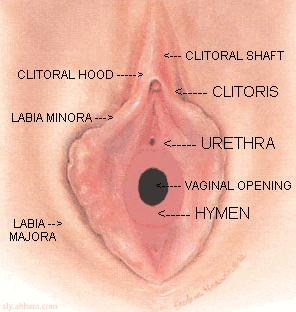 <--- CLITORAL SHAFT
CLITORAL HOOD ----->
<----- CLITORIS
LABIA MINORA -->
<----- URETHRA
<---- VAGINAL OPENING
<----- HYMEN
LABIA -->
MAJORA